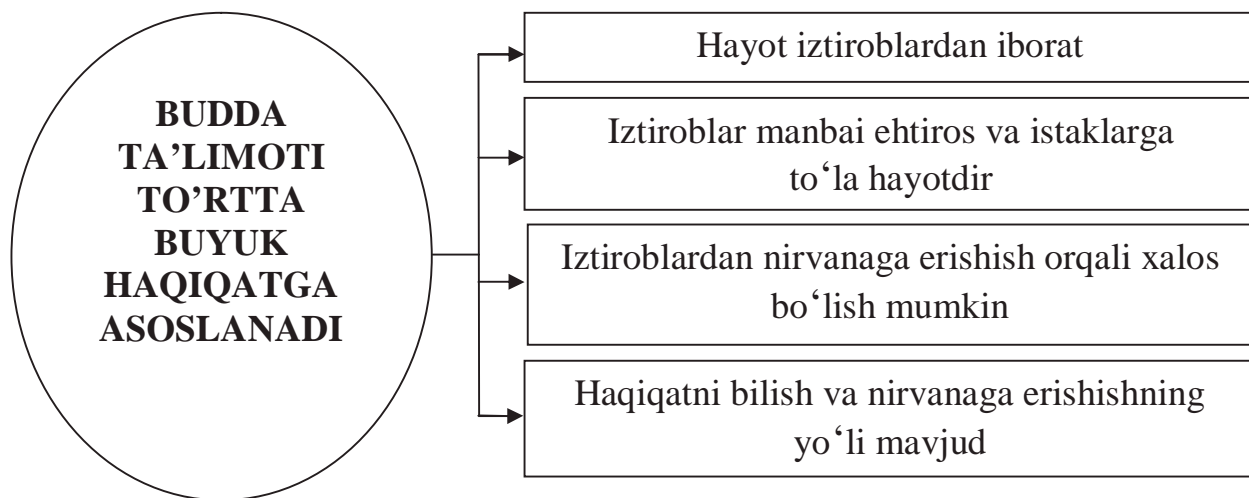 BUDDA
TA’LIMOTI
TO’RTTA
BUYUK
HAQIQATGA
ASOSLANADI
Hayot iztiroblardan iborat
Iztiroblar manbai ehtiros va istaklarga
to‘la hayotdir
Iztiroblardan nirvanaga erishish orqali xalos
bo‘lish mumkin
Haqiqatni bilish va nirvanaga erishishning
yo‘li mavjud